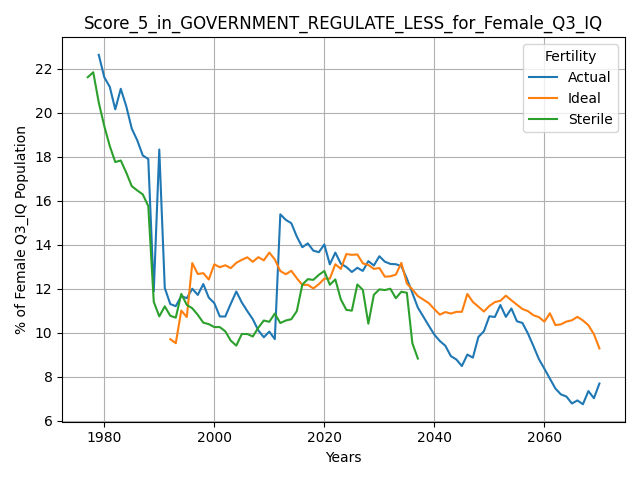 Score_5_in_GOVERNMENT_REGULATE_LESS_for_Female_Q3_IQ
Fertility
Actual
Ideal
Sterile
% of Female Q3_IQ Population
22
20
18
16
14
12
10
8
6
1980
2000
2020
2040
2060
Years